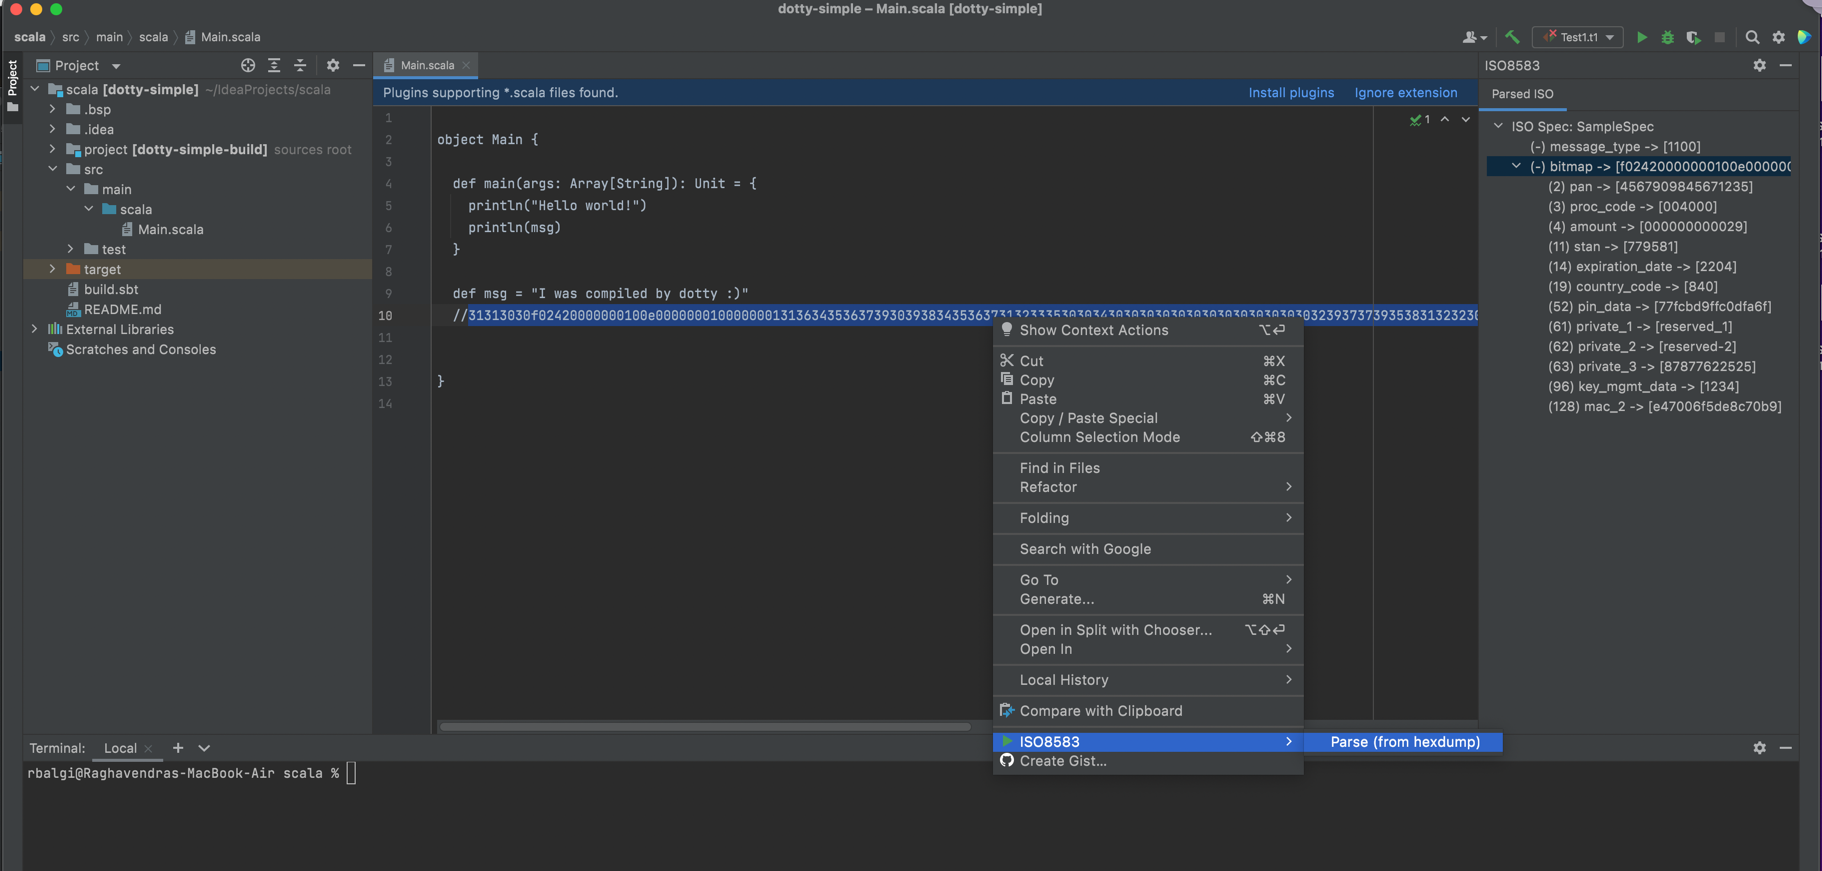 dotty-simple – Main.scala [dotty-simple]
scala src main scala Main.scala
Test1.t1
Project
Project
scala [dotty-simple] ~/IdeaProjects/scala
.bsp
.idea
project [dotty-simple-build] sources root
src
main
scala
Main.scala
test
target
build.sbt
README.md
External Libraries
Scratches and Consoles
Main.scala
Plugins supporting *.scala files found. Install plugins Ignore extension
1
1
2 object Main {
3
4 def main(args: Array[String]): Unit = {
5 println("Hello world!")
6 println(msg)
7 }
8
9 def msg = "I was compiled by dotty :)"
10
11
12
13 }
14
Show Context Actions ⌥⏎
Cut ⌘X
Copy ⌘C
Paste ⌘V
Copy / Paste Special
Column Selection Mode ⇧⌘8
Find in Files
Refactor
Folding
Search with Google
Go To
Generate... ⌘N
Open in Split with Chooser... ⌥⇧⏎
Open In
Local History
Compare with Clipboard
ISO8583 Parse (from hexdump)
Create Gist...
ISO8583
Parsed ISO
ISO Spec: SampleSpec
(-) message_type -> [1100]
(-) bitmap ->
(2) pan -> [4567909845671235]
(3) proc_code -> [004000]
(4) amount -> [000000000029]
(11) stan -> [779581]
(14) expiration_date -> [2204]
(19) country_code -> [840]
(52) pin_data -> [77fcbd9ffc0dfa6f]
(61) private_1 -> [reserved_1]
(62) private_2 -> [reserved-2]
(63) private_3 -> [87877622525]
(96) key_mgmt_data -> [1234]
(128) mac_2 -> [e47006f5de8c70b9]
Terminal: Local
rbalgi@Raghavendras-MacBook-Air scala %